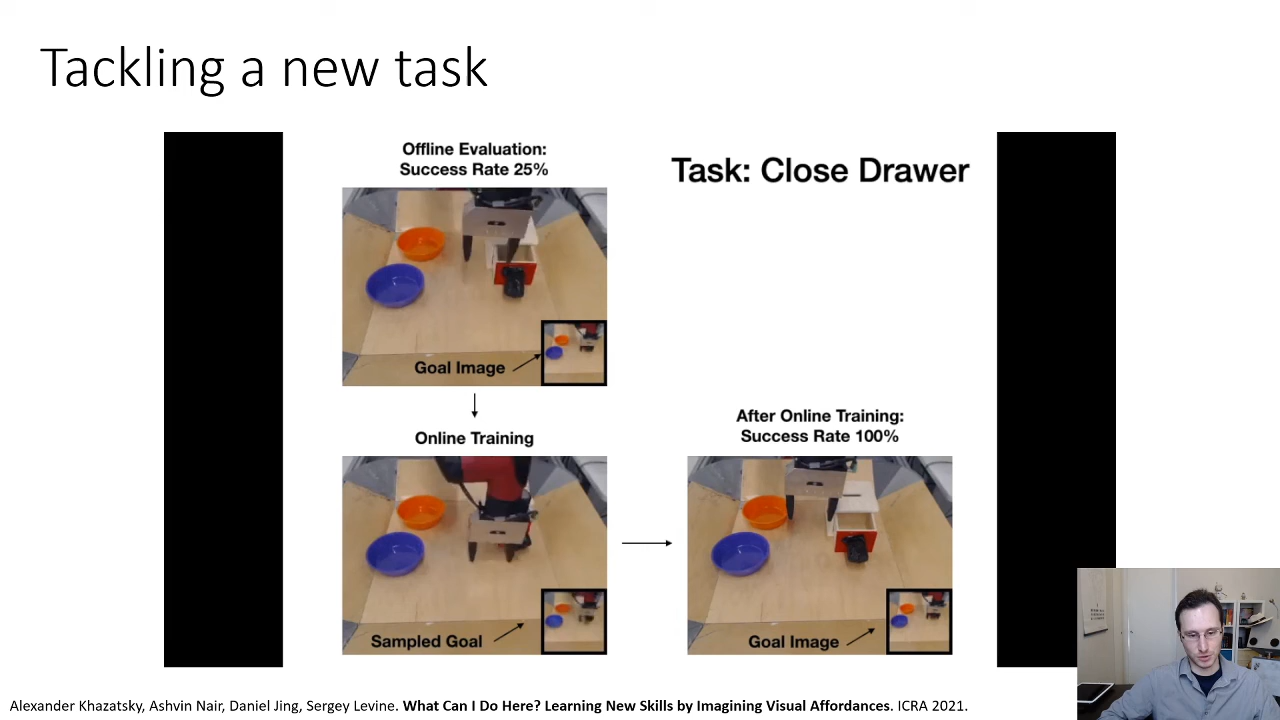 Tackling a new task
Offline Evaluation:
Success Rate 25%
Task: Close Drawer
Goal Image
Online Training
After Online Training:
Success Rate 100%
Sampled Goal
Goal Image
Alexander Khazatsky, Ashvin Nair, Daniel Jing, Sergey Levine. What Can I Do Here? Learning New Skills by Imagining Visual Affordances. ICRA 2021.